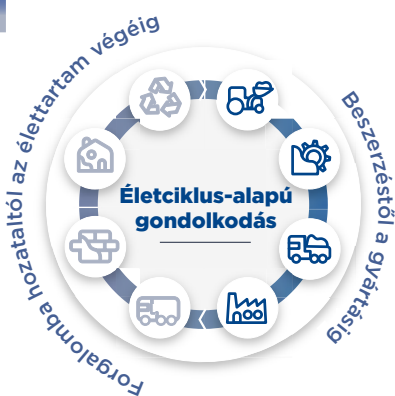 Életciklus-alapú
gondolkodás
Beszerzéstől a gyártásig
Forgalomba hozataltól az élettartam végéig